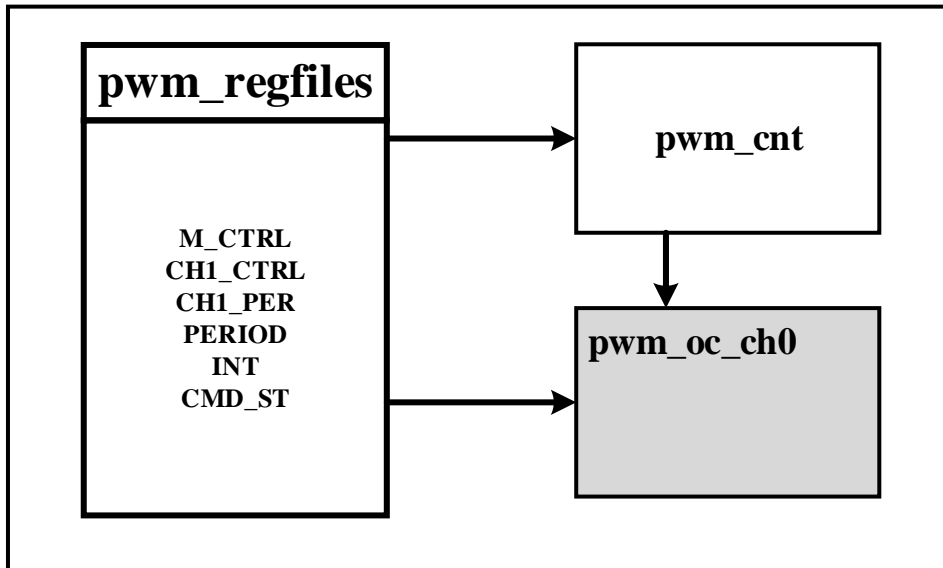 pwm_regfiles
M_CTRL
CH1_CTRL
CH1_PER
PERIOD
INT
CMD_ST
pwm_cnt
pwm_oc_ch0